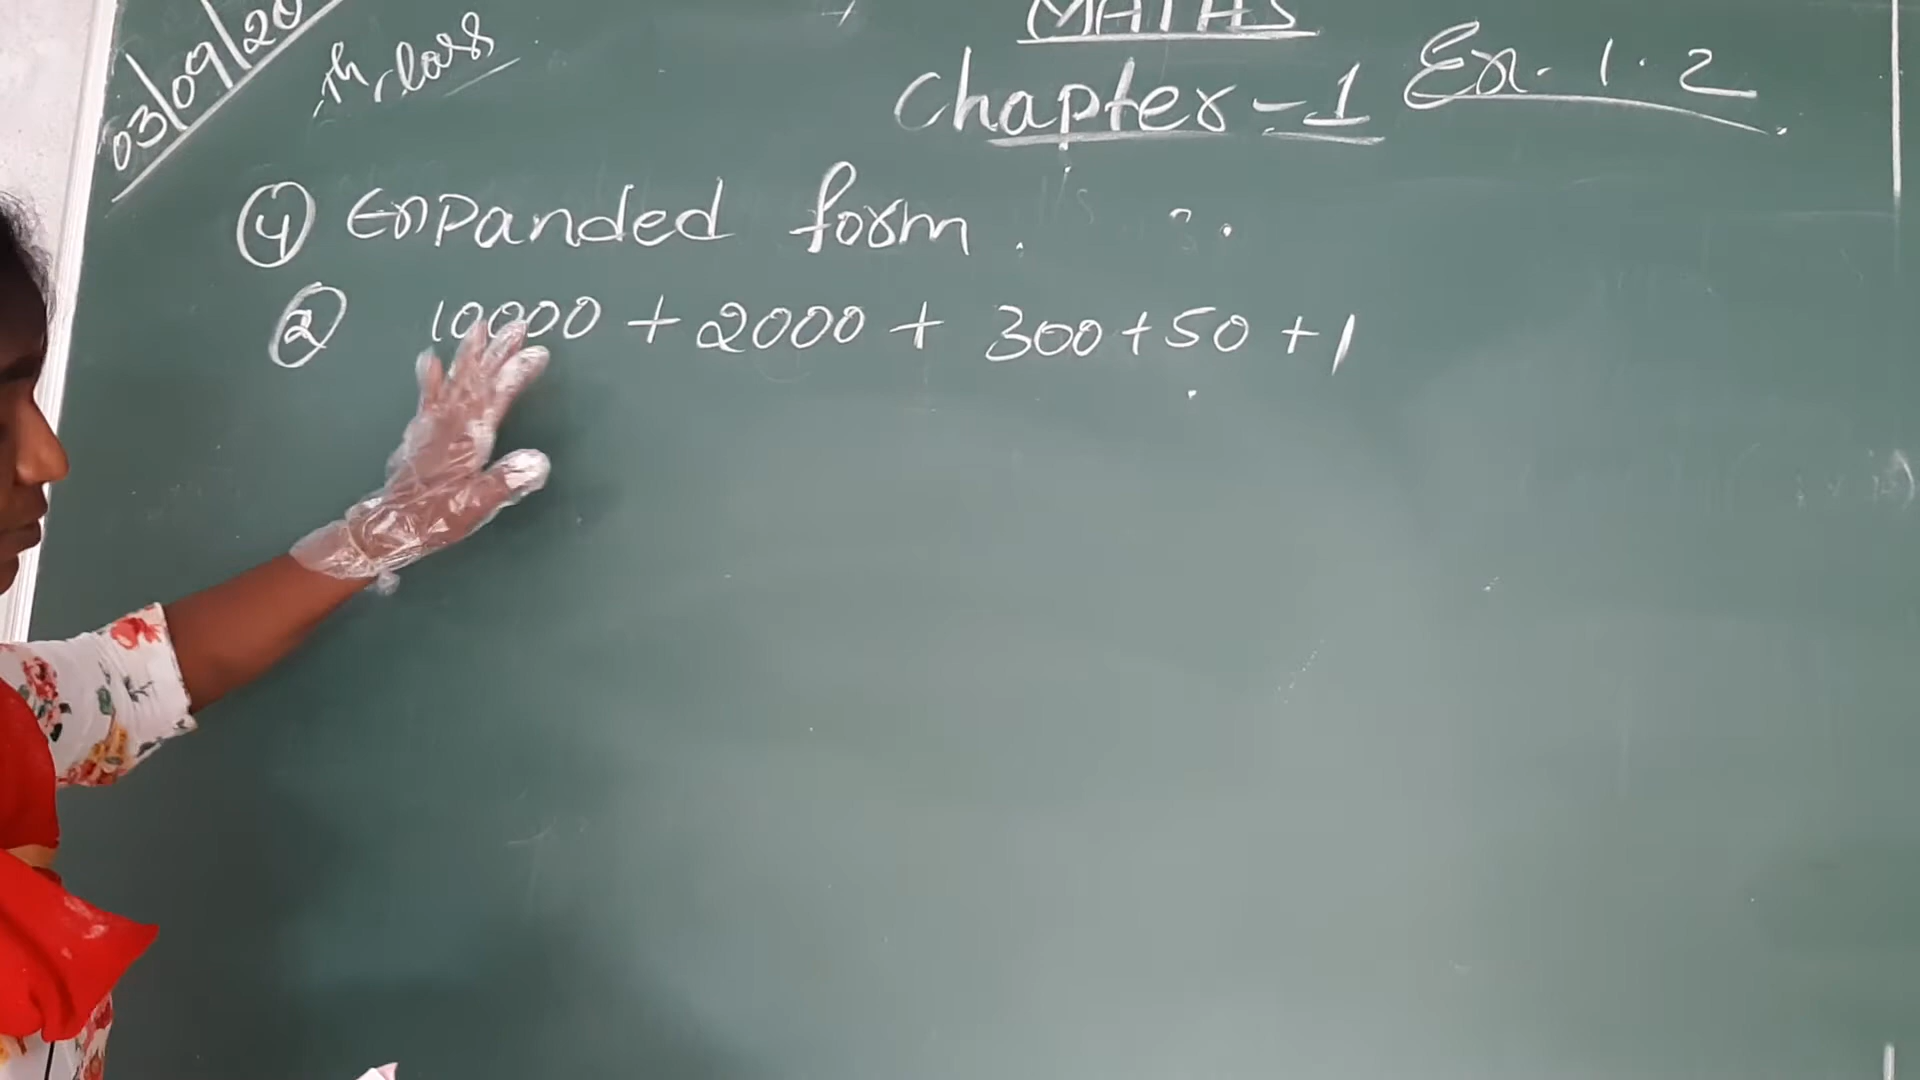 03/09/20
th class
MATHS
Chapter-1 Ex. 1.2
④ Expanded form.
ⓐ 10000 + 2000 + 300 + 50 + 1